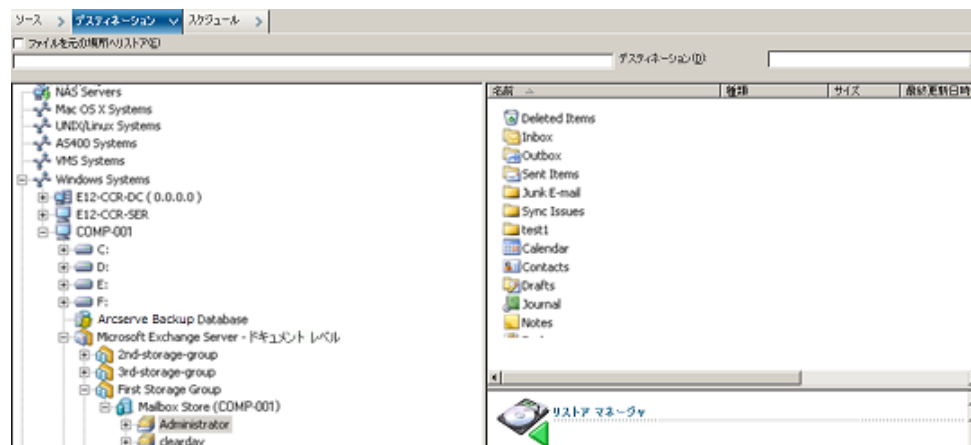 ソース デスティネーション スケジュール
ファイルを元の場所へリストア(E)
デスティネーション(D):
NAS Servers
Mac OS X Systems
UNIX/Linux Systems
AS400 Systems
VMS Systems
Windows Systems
E12-CCR-DC ( 0.0.0.0 )
E12-CCR-SER
COMP-001
C:
D:
E:
F:
Arcserve Backup Database
Microsoft Exchange Server - ドキュメント レベル
2nd-storage-group
3rd-storage-group
First Storage Group
Mailbox Store (COMP-001)
Administrator
clearday
名前 種類 サイズ 最終更新日時
Deleted Items
Inbox
Outbox
Sent Items
Junk E-mail
Sync Issues
test1
Calendar
Contacts
Drafts
Journal
Notes
リストア マネージャ